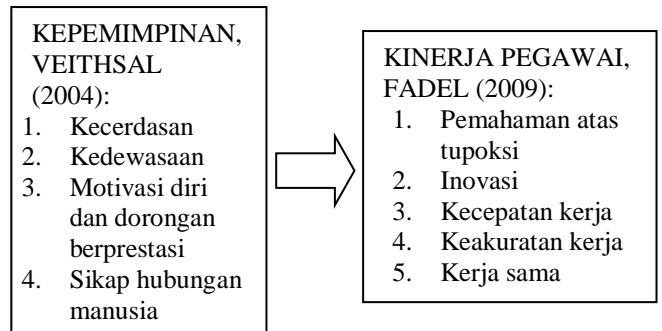 KEPEMIMPINAN,
VEITHSAL
(2004):
1. Kecerdasan
2. Kedewasaan
3. Motivasi diri
dan dorongan
berprestasi
4. Sikap hubungan
manusia
KINERJA PEGAWAI,
FADEL (2009):
1. Pemahaman atas
tupoksi
2. Inovasi
3. Kecepatan kerja
4. Keakuratan kerja
5. Kerja sama